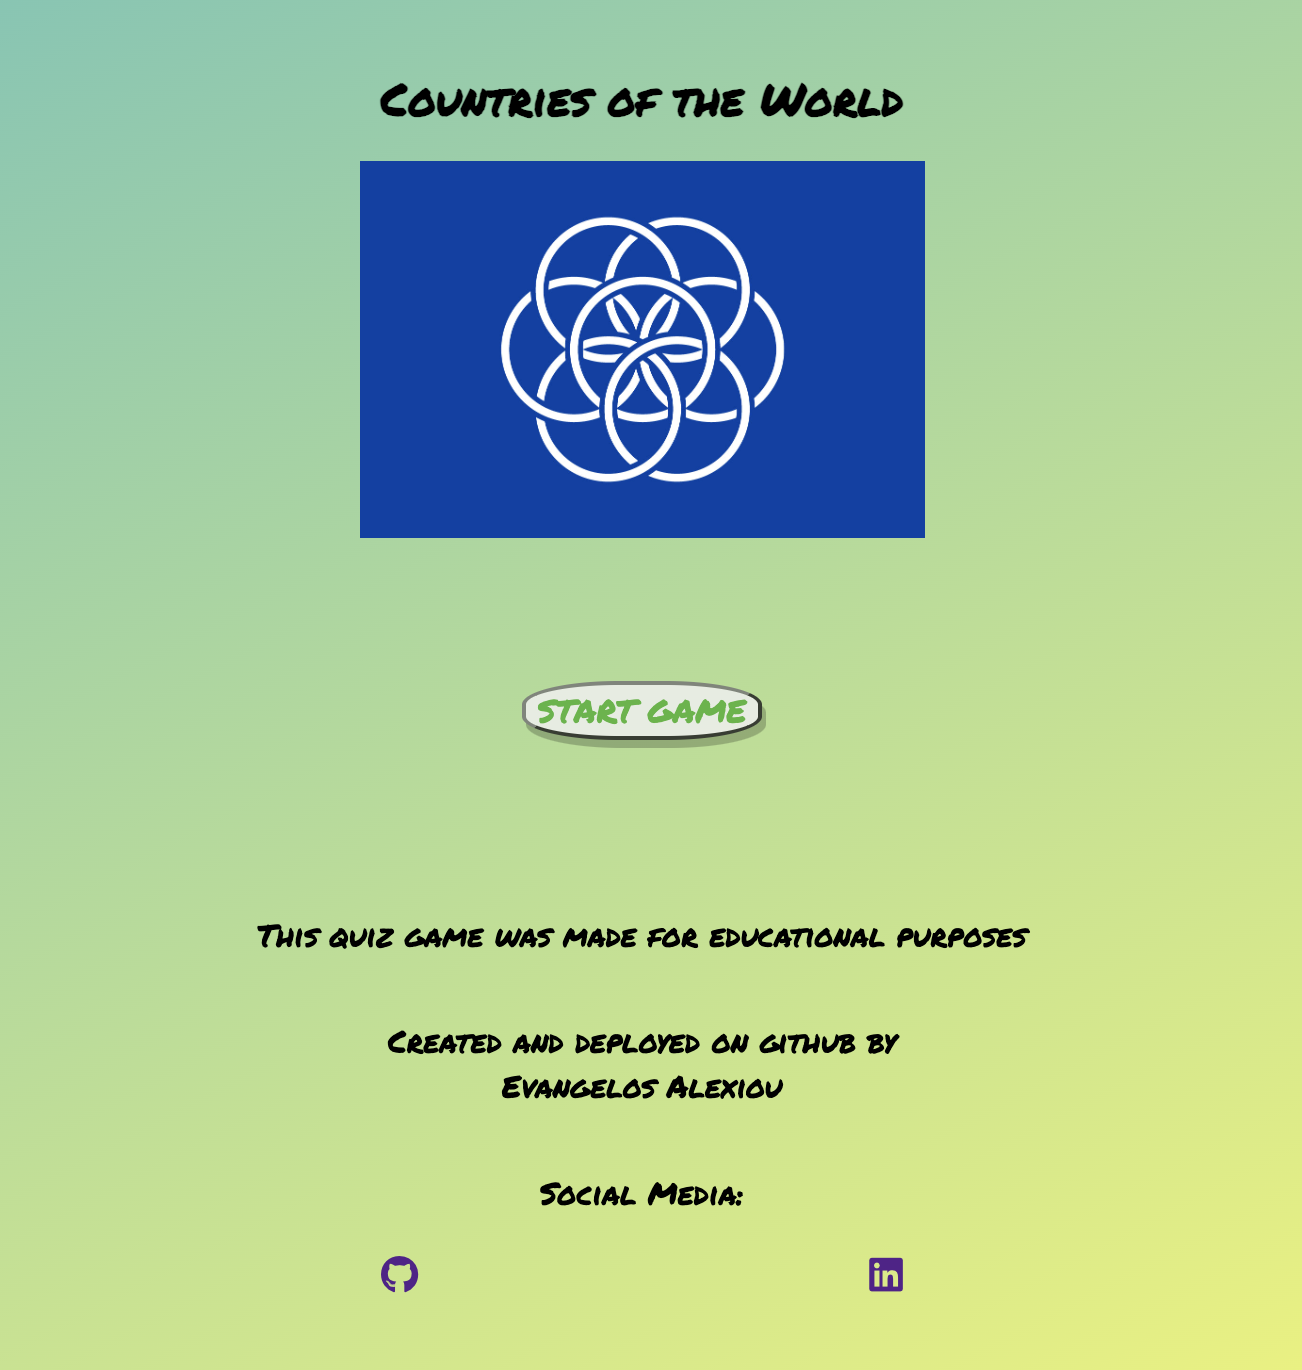 Countries of the World
START GAME
This quiz game was made for educational purposes
Created and deployed on github by
Evangelos Alexiou
Social Media:
in